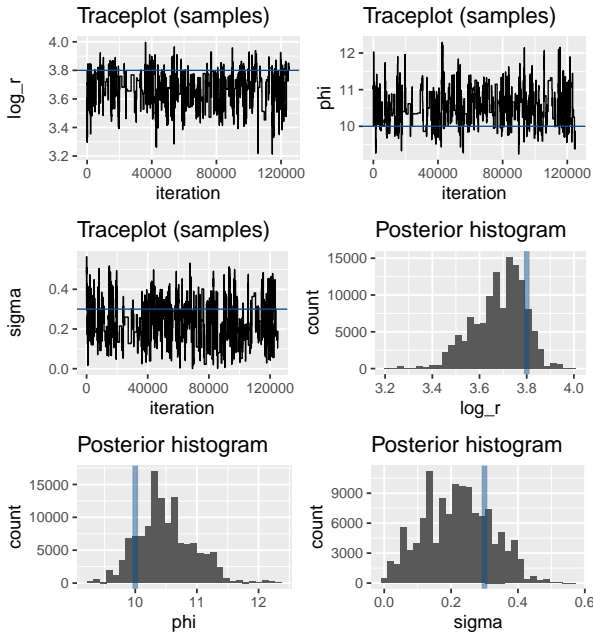 Traceplot (samples)
4.0
3.8
3.6
3.4
3.2
log_r
0 40000 80000 120000
iteration
Traceplot (samples)
12
11
10
phi
0 40000 80000 120000
iteration
Traceplot (samples)
0.4
0.2
0.0
sigma
0 40000 80000 120000
iteration
Posterior histogram
15000
10000
5000
0
count
3.2 3.4 3.6 3.8 4.0
log_r
Posterior histogram
15000
10000
5000
0
count
10 11 12
phi
Posterior histogram
9000
6000
3000
0
count
0.0 0.2 0.4 0.6
sigma